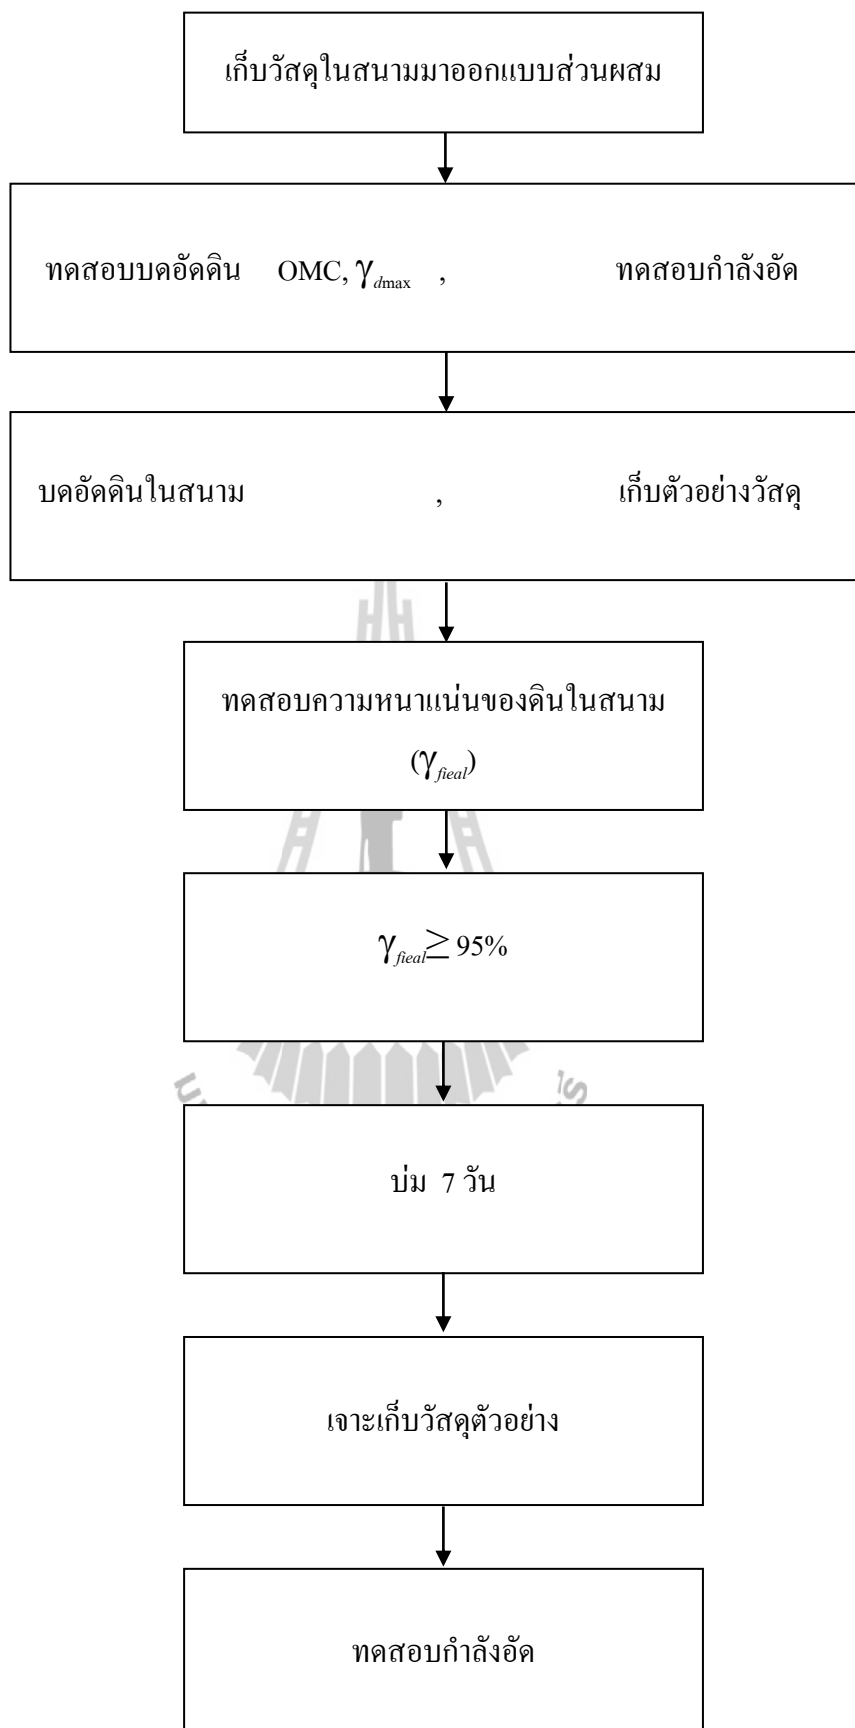 เก็บวัสดุในสนามมาออกแบบส่วนผสม
ทดสอบบดอัดดิน OMC, γdmax , ทดสอบกำลังอัด
บดอัดดินในสนาม , เก็บตัวอย่างวัสดุ
ทดสอบความหนาแน่นของดินในสนาม
(γfieal)
γfieal ≥ 95%
บ่ม 7 วัน
เจาะเก็บวัสดุตัวอย่าง
ทดสอบกำลังอัด